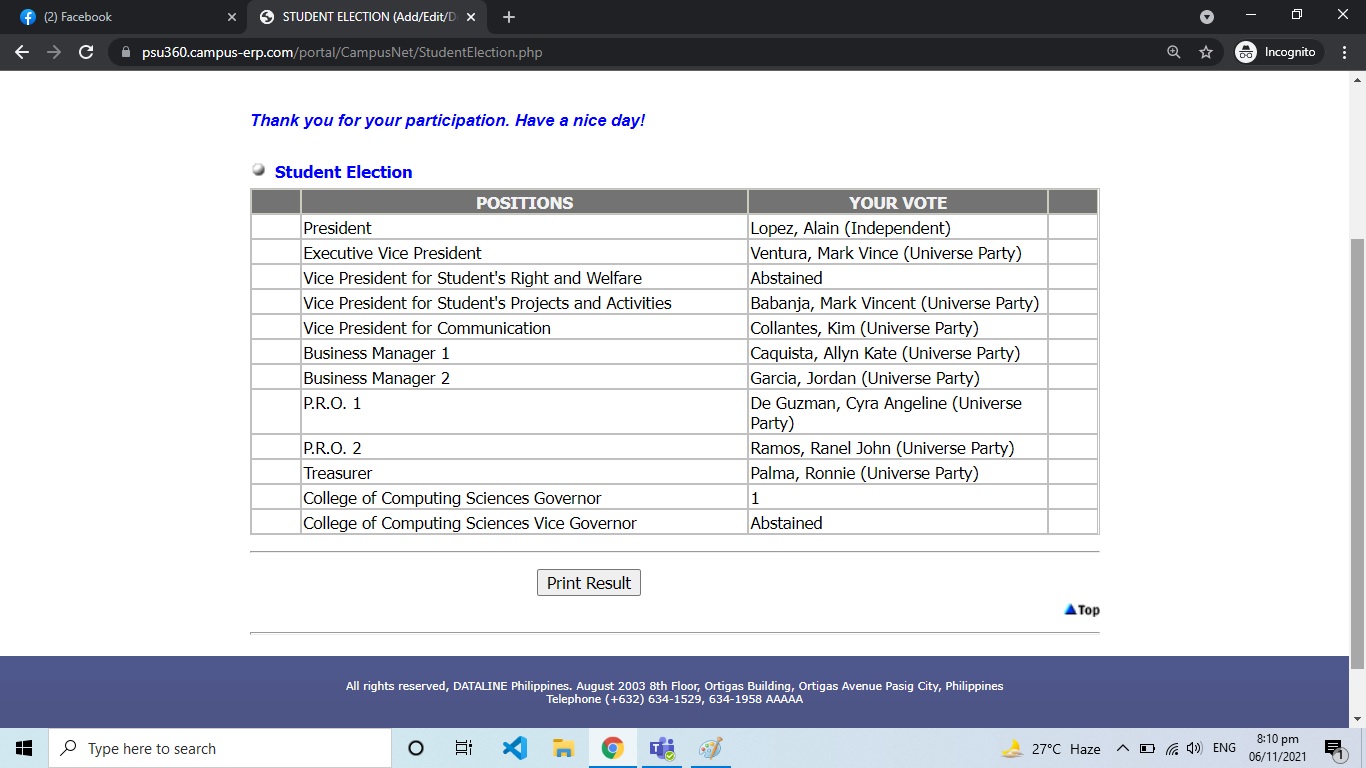 (2) Facebook
STUDENT ELECTION (Add/Edit/D
psu360.campus-erp.com/portal/CampusNet/StudentElection.php
Incognito
Thank you for your participation. Have a nice day!
Student Election
POSITIONS YOUR VOTE
President Lopez, Alain (Independent)
Executive Vice President Ventura, Mark Vince (Universe Party)
Vice President for Student's Right and Welfare Abstained
Vice President for Student's Projects and Activities Babanja, Mark Vincent (Universe Party)
Vice President for Communication Collantes, Kim (Universe Party)
Business Manager 1 Caquista, Allyn Kate (Universe Party)
Business Manager 2 Garcia, Jordan (Universe Party)
P.R.O. 1 De Guzman, Cyra Angeline (Universe
Party)
P.R.O. 2 Ramos, Ranel John (Universe Party)
Treasurer Palma, Ronnie (Universe Party)
College of Computing Sciences Governor 1
College of Computing Sciences Vice Governor Abstained
Print Result
Top
All rights reserved, DATALINE Philippines. August 2003 8th Floor, Ortigas Building, Ortigas Avenue Pasig City, Philippines
Telephone (+632) 634-1529, 634-1958 AAAAA
Type here to search
27°C Haze
ENG
8:10 pm
06/11/2021
1